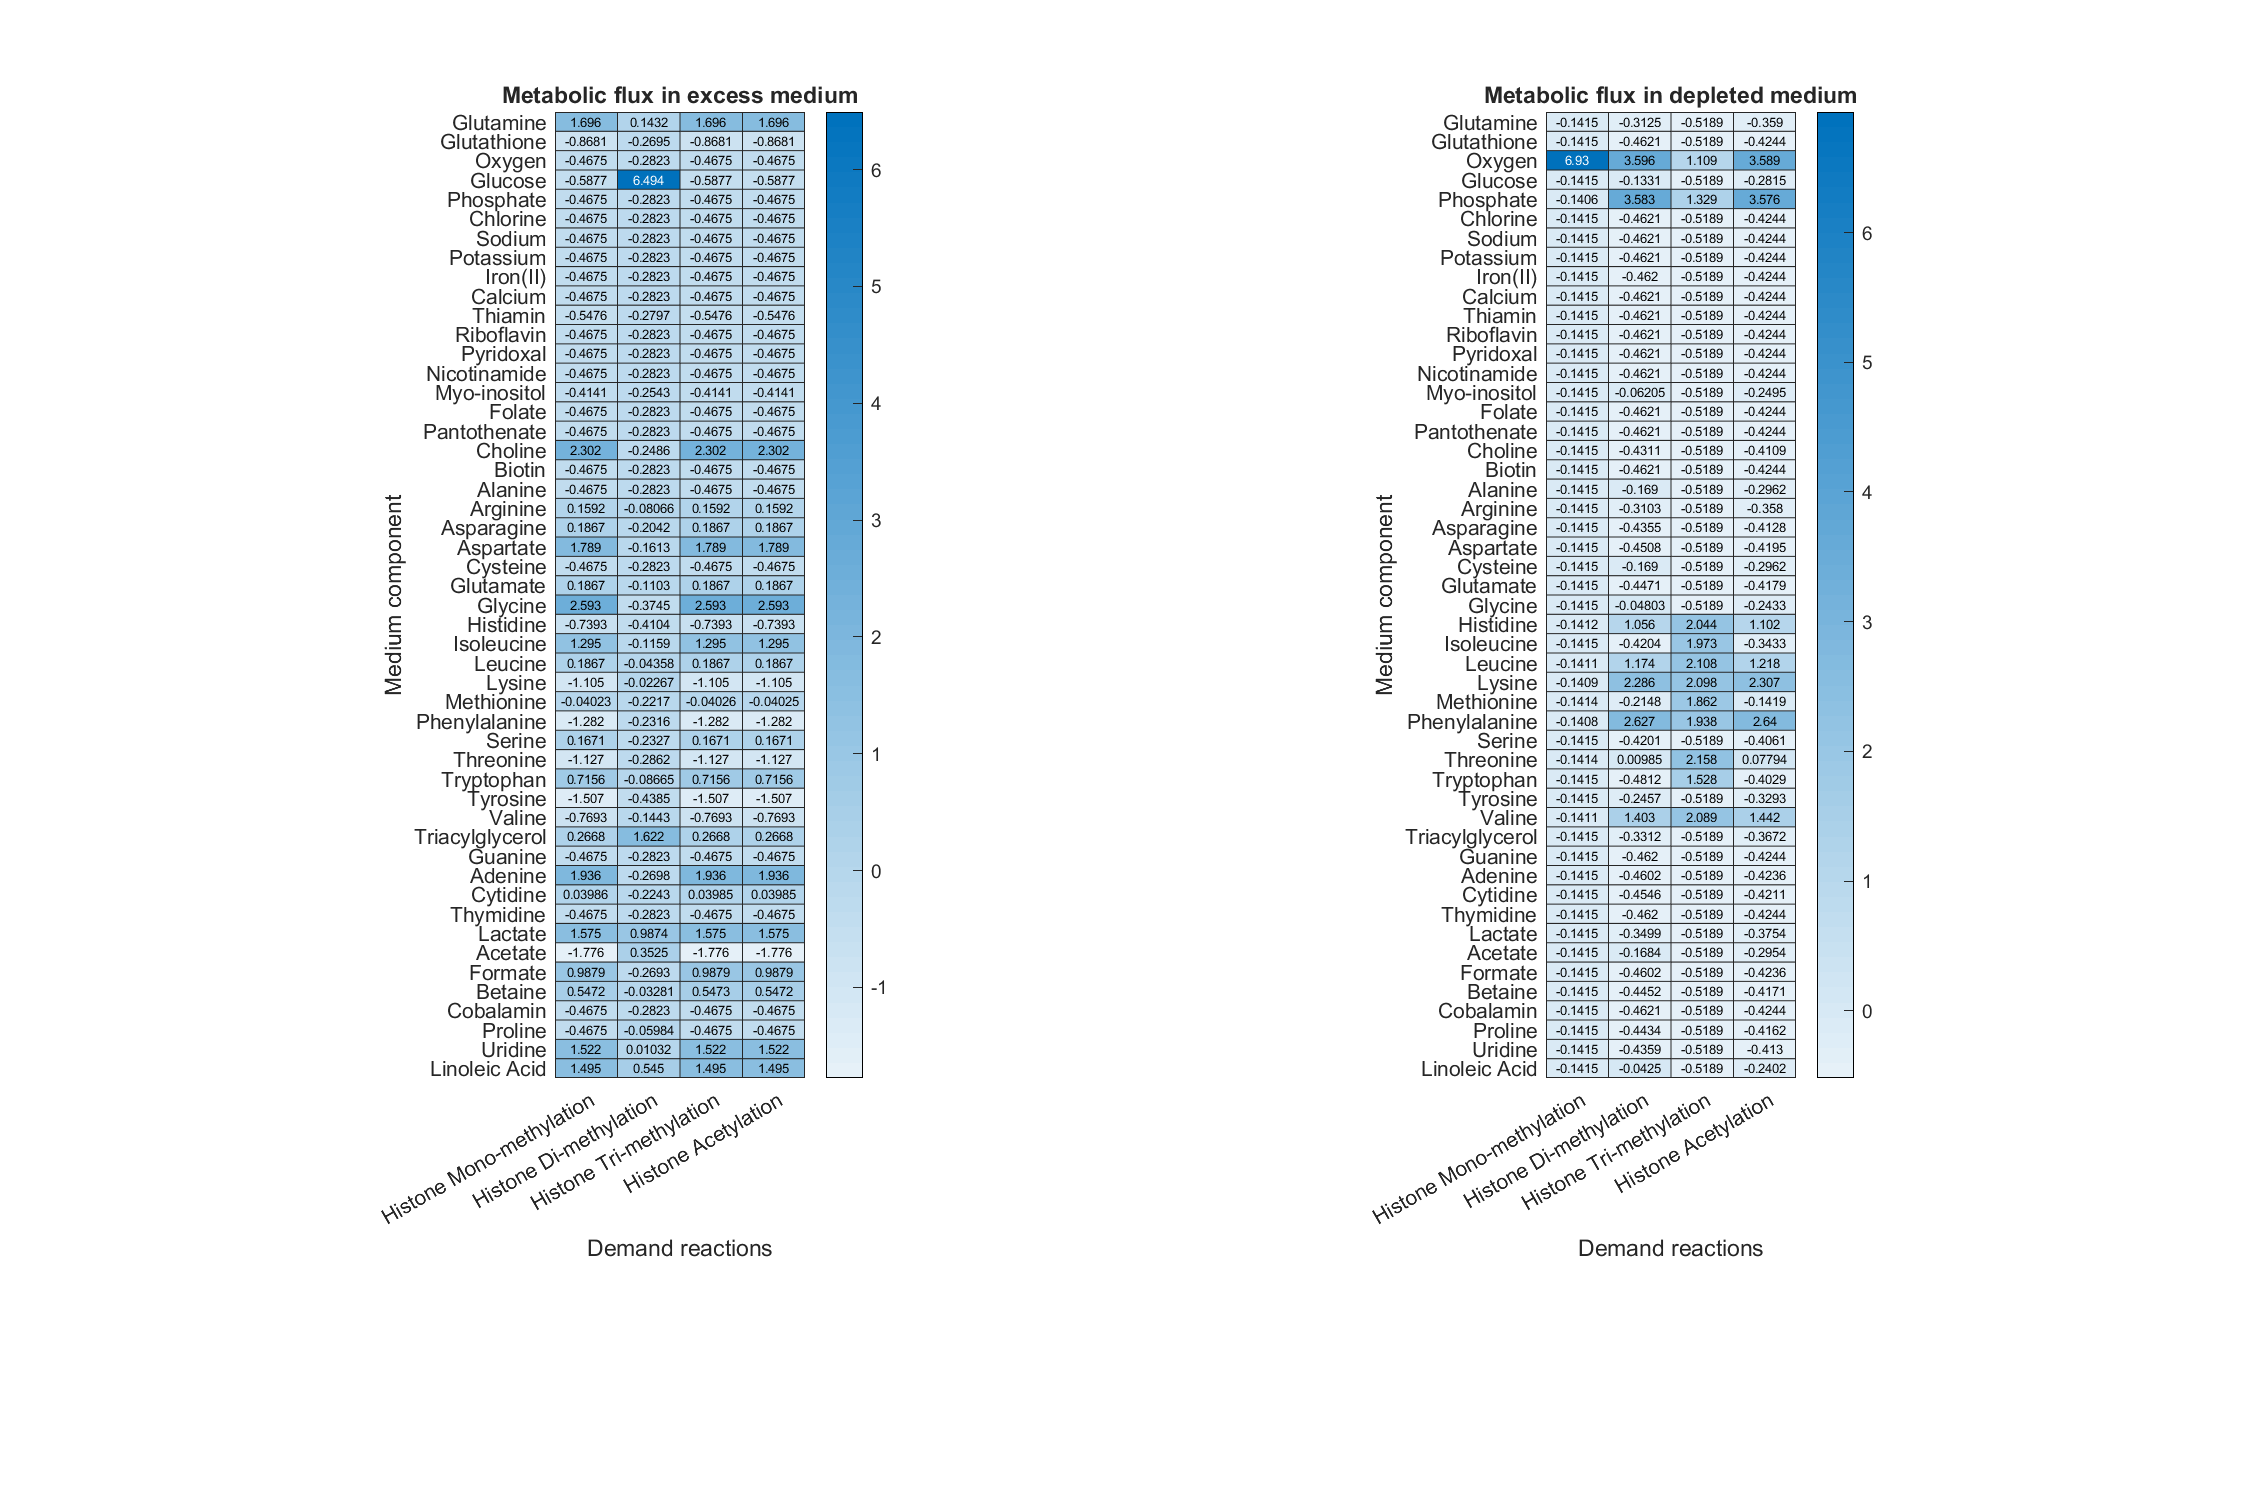 Metabolic flux in excess medium
Glutamine 1.696 0.1432 1.696 1.696
Glutathione -0.8681 -0.2695 -0.8681 -0.8681
Oxygen -0.4675 -0.2823 -0.4675 -0.4675
Glucose -0.5877 6.494 -0.5877 -0.5877
Phosphate -0.4675 -0.2823 -0.4675 -0.4675
Chlorine -0.4675 -0.2823 -0.4675 -0.4675
Sodium -0.4675 -0.2823 -0.4675 -0.4675
Potassium -0.4675 -0.2823 -0.4675 -0.4675
Iron(II) -0.4675 -0.2823 -0.4675 -0.4675
Calcium -0.4675 -0.2823 -0.4675 -0.4675
Thiamin -0.5476 -0.2797 -0.5476 -0.5476
Riboflavin -0.4675 -0.2823 -0.4675 -0.4675
Pyridoxal -0.4675 -0.2823 -0.4675 -0.4675
Nicotinamide -0.4675 -0.2823 -0.4675 -0.4675
Myo-inositol -0.4141 -0.2543 -0.4141 -0.4141
Folate -0.4675 -0.2823 -0.4675 -0.4675
Pantothenate -0.4675 -0.2823 -0.4675 -0.4675
Choline 2.302 -0.2486 2.302 2.302
Biotin -0.4675 -0.2823 -0.4675 -0.4675
Alanine -0.4675 -0.2823 -0.4675 -0.4675
Arginine 0.1592 -0.08066 0.1592 0.1592
Asparagine 0.1867 -0.2042 0.1867 0.1867
Aspartate 1.789 -0.1613 1.789 1.789
Cysteine -0.4675 -0.2823 -0.4675 -0.4675
Glutamate 0.1867 -0.1103 0.1867 0.1867
Glycine 2.593 -0.3745 2.593 2.593
Histidine -0.7393 -0.4104 -0.7393 -0.7393
Isoleucine 1.295 -0.1159 1.295 1.295
Leucine 0.1867 -0.04358 0.1867 0.1867
Lysine -1.105 -0.02267 -1.105 -1.105
Methionine -0.04023 -0.2217 -0.04026 -0.04025
Phenylalanine -1.282 -0.2316 -1.282 -1.282
Serine 0.1671 -0.2327 0.1671 0.1671
Threonine -1.127 -0.2862 -1.127 -1.127
Tryptophan 0.7156 -0.08665 0.7156 0.7156
Tyrosine -1.507 -0.4385 -1.507 -1.507
Valine -0.7693 -0.1443 -0.7693 -0.7693
Triacylglycerol 0.2668 1.622 0.2668 0.2668
Guanine -0.4675 -0.2823 -0.4675 -0.4675
Adenine 1.936 -0.2698 1.936 1.936
Cytidine 0.03986 -0.2243 0.03985 0.03985
Thymidine -0.4675 -0.2823 -0.4675 -0.4675
Lactate 1.575 0.9874 1.575 1.575
Acetate -1.776 0.3525 -1.776 -1.776
Formate 0.9879 -0.2693 0.9879 0.9879
Betaine 0.5472 -0.03281 0.5473 0.5472
Cobalamin -0.4675 -0.2823 -0.4675 -0.4675
Proline -0.4675 -0.05984 -0.4675 -0.4675
Uridine 1.522 0.01032 1.522 1.522
Linoleic Acid 1.495 0.545 1.495 1.495
Medium component
6
5
4
3
2
1
0
-1
Histone Mono-methylation
Histone Di-methylation
Histone Tri-methylation
Histone Acetylation
Demand reactions
Metabolic flux in depleted medium
Glutamine -0.1415 -0.3125 -0.5189 -0.359
Glutathione -0.1415 -0.4621 -0.5189 -0.4244
Oxygen 6.93 3.596 1.109 3.589
Glucose -0.1415 -0.1331 -0.5189 -0.2815
Phosphate -0.1406 3.583 1.329 3.576
Chlorine -0.1415 -0.4621 -0.5189 -0.4244
Sodium -0.1415 -0.4621 -0.5189 -0.4244
Potassium -0.1415 -0.4621 -0.5189 -0.4244
Iron(II) -0.1415 -0.462 -0.5189 -0.4244
Calcium -0.1415 -0.4621 -0.5189 -0.4244
Thiamin -0.1415 -0.4621 -0.5189 -0.4244
Riboflavin -0.1415 -0.4621 -0.5189 -0.4244
Pyridoxal -0.1415 -0.4621 -0.5189 -0.4244
Nicotinamide -0.1415 -0.4621 -0.5189 -0.4244
Myo-inositol -0.1415 -0.06205 -0.5189 -0.2495
Folate -0.1415 -0.4621 -0.5189 -0.4244
Pantothenate -0.1415 -0.4621 -0.5189 -0.4244
Choline -0.1415 -0.4311 -0.5189 -0.4109
Biotin -0.1415 -0.4621 -0.5189 -0.4244
Alanine -0.1415 -0.169 -0.5189 -0.2962
Arginine -0.1415 -0.3103 -0.5189 -0.358
Asparagine -0.1415 -0.4355 -0.5189 -0.4128
Aspartate -0.1415 -0.4508 -0.5189 -0.4195
Cysteine -0.1415 -0.169 -0.5189 -0.2962
Glutamate -0.1415 -0.4471 -0.5189 -0.4179
Glycine -0.1415 -0.04803 -0.5189 -0.2433
Histidine -0.1412 1.056 2.044 1.102
Isoleucine -0.1415 -0.4204 1.973 -0.3433
Leucine -0.1411 1.174 2.108 1.218
Lysine -0.1409 2.286 2.098 2.307
Methionine -0.1414 -0.2148 1.862 -0.1419
Phenylalanine -0.1408 2.627 1.938 2.64
Serine -0.1415 -0.4201 -0.5189 -0.4061
Threonine -0.1414 0.00985 2.158 0.07794
Tryptophan -0.1415 -0.4812 1.528 -0.4029
Tyrosine -0.1415 -0.2457 -0.5189 -0.3293
Valine -0.1411 1.403 2.089 1.442
Triacylglycerol -0.1415 -0.3312 -0.5189 -0.3672
Guanine -0.1415 -0.462 -0.5189 -0.4244
Adenine -0.1415 -0.4602 -0.5189 -0.4236
Cytidine -0.1415 -0.4546 -0.5189 -0.4211
Thymidine -0.1415 -0.462 -0.5189 -0.4244
Lactate -0.1415 -0.3499 -0.5189 -0.3754
Acetate -0.1415 -0.1684 -0.5189 -0.2954
Formate -0.1415 -0.4602 -0.5189 -0.4236
Betaine -0.1415 -0.4452 -0.5189 -0.4171
Cobalamin -0.1415 -0.4621 -0.5189 -0.4244
Proline -0.1415 -0.4434 -0.5189 -0.4162
Uridine -0.1415 -0.4359 -0.5189 -0.413
Linoleic Acid -0.1415 -0.0425 -0.5189 -0.2402
Medium component
6
5
4
3
2
1
0
Histone Mono-methylation
Histone Di-methylation
Histone Tri-methylation
Histone Acetylation
Demand reactions